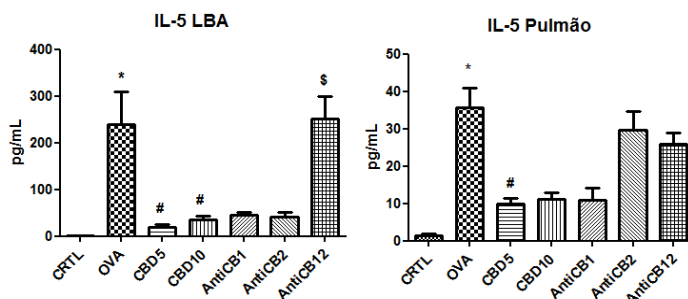 IL-5 LBA
pg/mL
400
300
200
100
0
*
#
#
$
CRTL
OVA
CBD5
CBD10
AntiCB1
AntiCB2
AntiCB12
IL-5 Pulmão
pg/mL
50
40
30
20
10
0
*
#
CRTL
OVA
CBD5
CBD10
AntiCB1
AntiCB2
AntiCB12